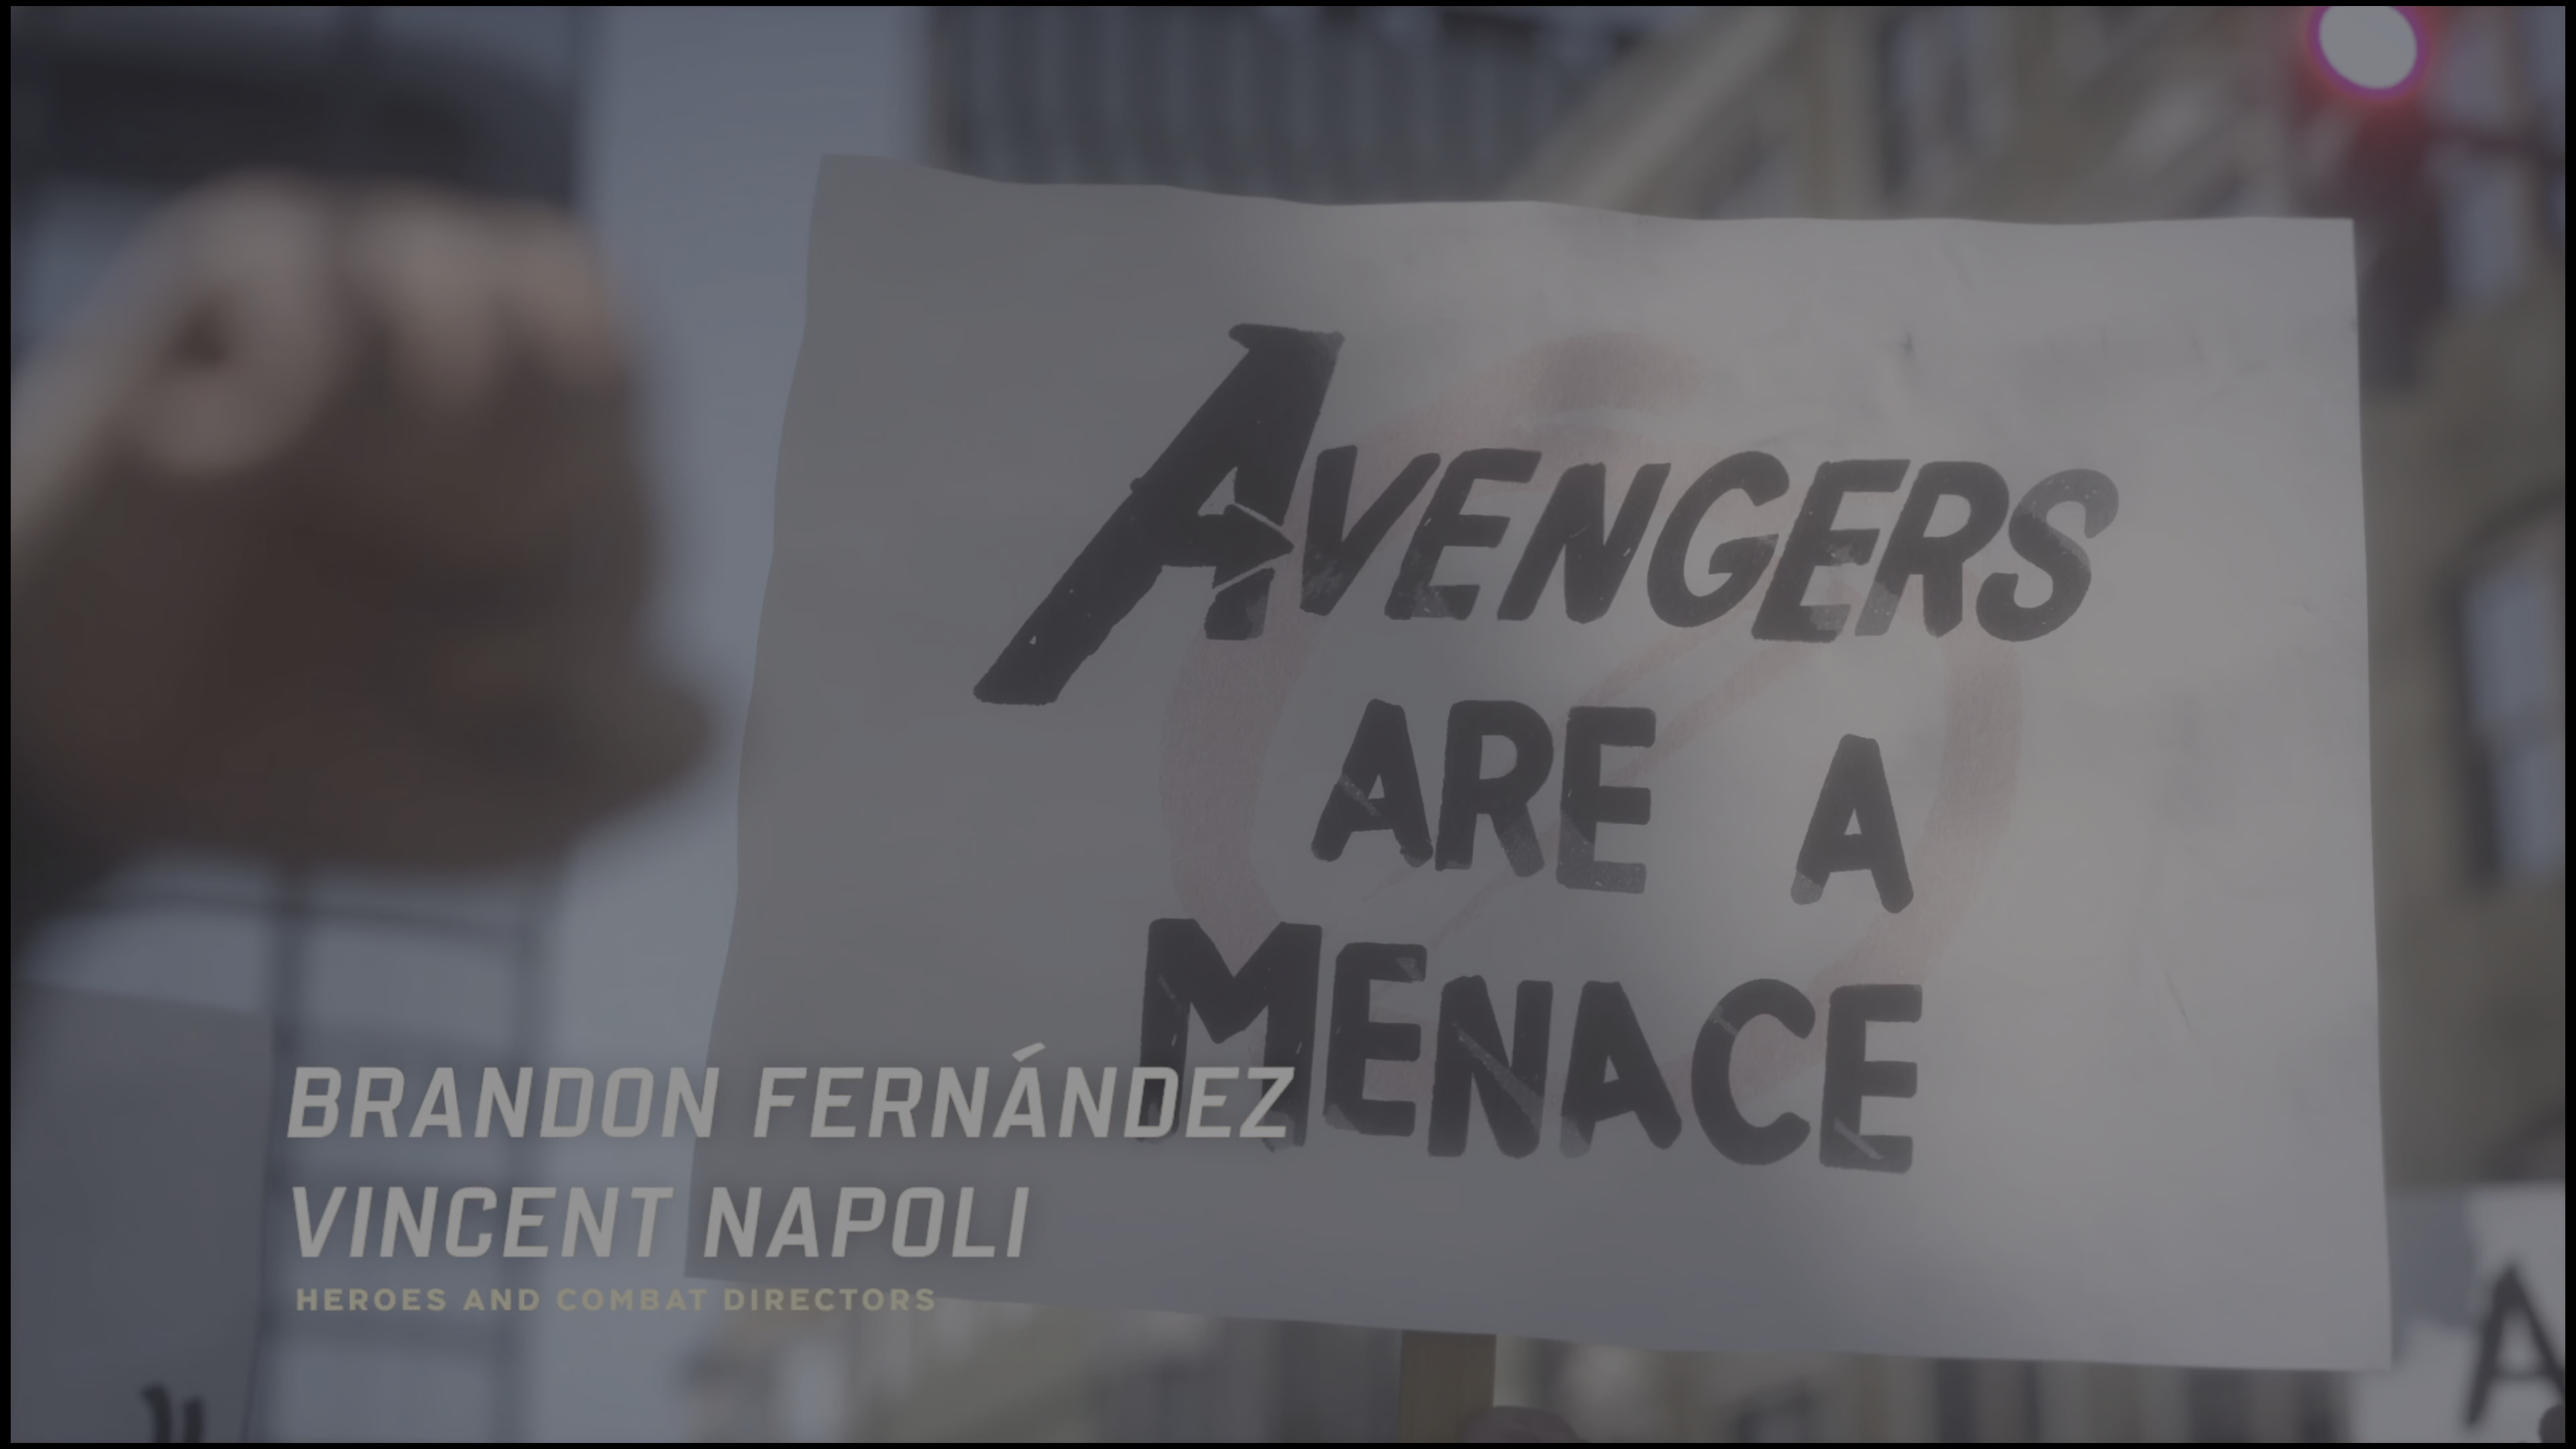 AVENGERS
ARE A
MENACE
BRANDON FERNÁNDEZ
VINCENT NAPOLI
HEROES AND COMBAT DIRECTORS
A